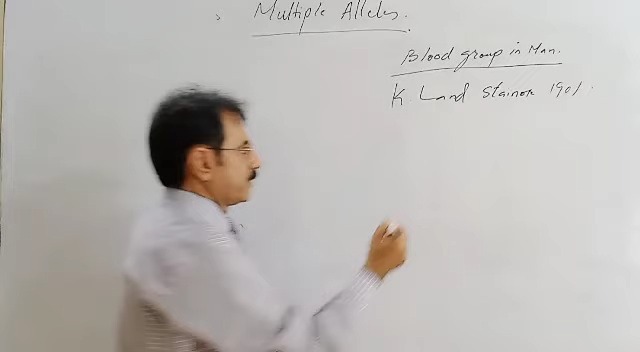 Multiple Alleles.
Blood group in Man.
K. Land Stainer 1901.